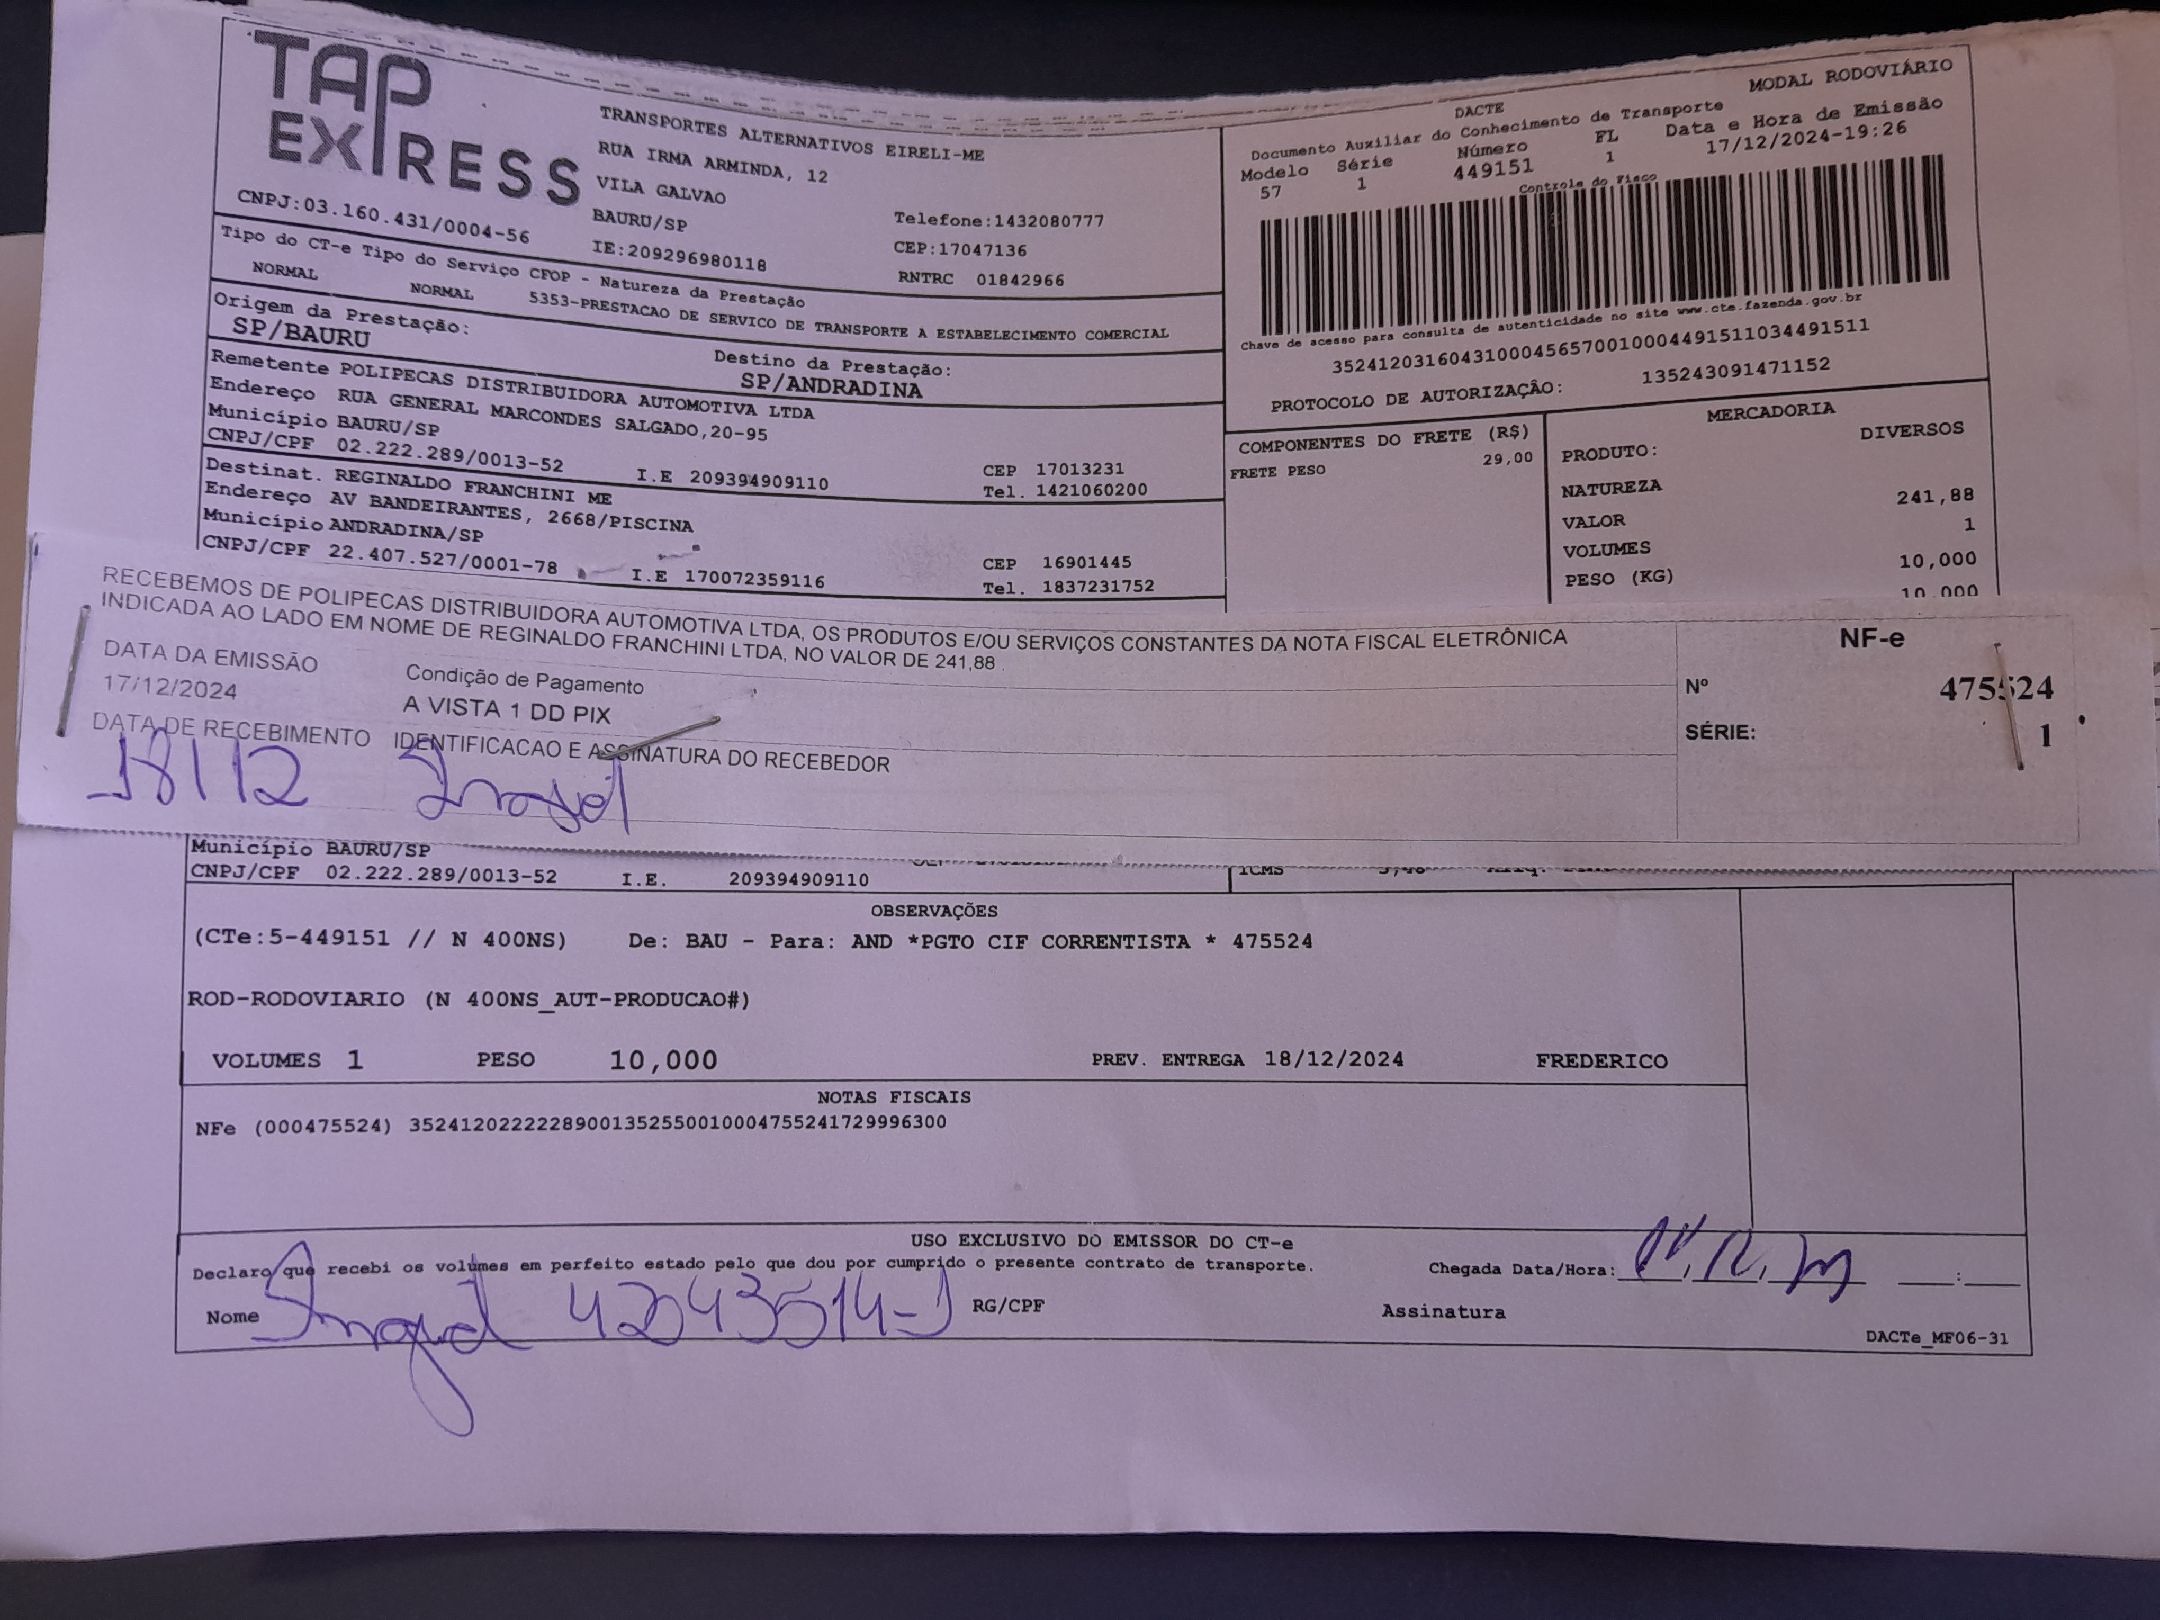 TAP
EXPRESS
TRANSPORTES ALTERNATIVOS EIRELI-ME
RUA IRMA ARMINDA, 12
VILA GALVAO
BAURU/SP Telefone:1432080777
CNPJ:03.160.431/0004-56 IE:209296980118 CEP:17047136
RNTRC 01842966
Tipo do CT-e Tipo do Serviço CFOP - Natureza da Prestação
NORMAL NORMAL 5353-PRESTACAO DE SERVICO DE TRANSPORTE A ESTABELECIMENTO COMERCIAL
Origem da Prestação: Destino da Prestação:
SP/BAURU SP/ANDRADINA
Remetente POLIPECAS DISTRIBUIDORA AUTOMOTIVA LTDA
Endereço RUA GENERAL MARCONDES SALGADO,20-95
Município BAURU/SP CEP 17013231
CNPJ/CPF 02.222.289/0013-52 I.E 209394909110 Tel. 1421060200
Destinat. REGINALDO FRANCHINI ME
Endereço AV BANDEIRANTES, 2668/PISCINA
Município ANDRADINA/SP CEP 16901445
CNPJ/CPF 22.407.527/0001-78 I.E 170072359116 Tel. 1837231752
MODAL RODOVIÁRIO
DACTE
Documento Auxiliar do Conhecimento de Transporte
Modelo Série Número FL Data e Hora de Emissão
57 1 449151 1 17/12/2024-19:26
Controle do Fisco
Chave de acesso para consulta de autenticidade no site www.cte.fazenda.gov.br
35241203160431000456570010004491511034491511
PROTOCOLO DE AUTORIZAÇÂO: 135243091471152
COMPONENTES DO FRETE (R$)
FRETE PESO 29,00
MERCADORIA
PRODUTO: DIVERSOS
NATUREZA
VALOR 241,88
VOLUMES 1
PESO (KG) 10,000
10,000
RECEBEMOS DE POLIPECAS DISTRIBUIDORA AUTOMOTIVA LTDA, OS PRODUTOS E/OU SERVIÇOS CONSTANTES DA NOTA FISCAL ELETRÔNICA
INDICADA AO LADO EM NOME DE REGINALDO FRANCHINI LTDA, NO VALOR DE 241,88 .
DATA DA EMISSÃO Condição de Pagamento
17/12/2024 A VISTA 1 DD PIX
DATA DE RECEBIMENTO IDENTIFICACAO E ASSINATURA DO RECEBEDOR
18/12
NF-e
Nº 475524
SÉRIE: 1
Município BAURU/SP
CNPJ/CPF 02.222.289/0013-52 I.E. 209394909110
ICMS
OBSERVAÇÕES
(CTe:5-449151 // N 400NS) De: BAU - Para: AND *PGTO CIF CORRENTISTA * 475524
ROD-RODOVIARIO (N 400NS_AUT-PRODUCAO#)
VOLUMES 1 PESO 10,000 PREV. ENTREGA 18/12/2024 FREDERICO
NOTAS FISCAIS
NFe (000475524) 35241202222289001352550010004755241729996300
USO EXCLUSIVO DO EMISSOR DO CT-e
Declaro que recebi os volumes em perfeito estado pelo que dou por cumprido o presente contrato de transporte. Chegada Data/Hora:
Nome RG/CPF Assinatura
DACTe_MF06-31